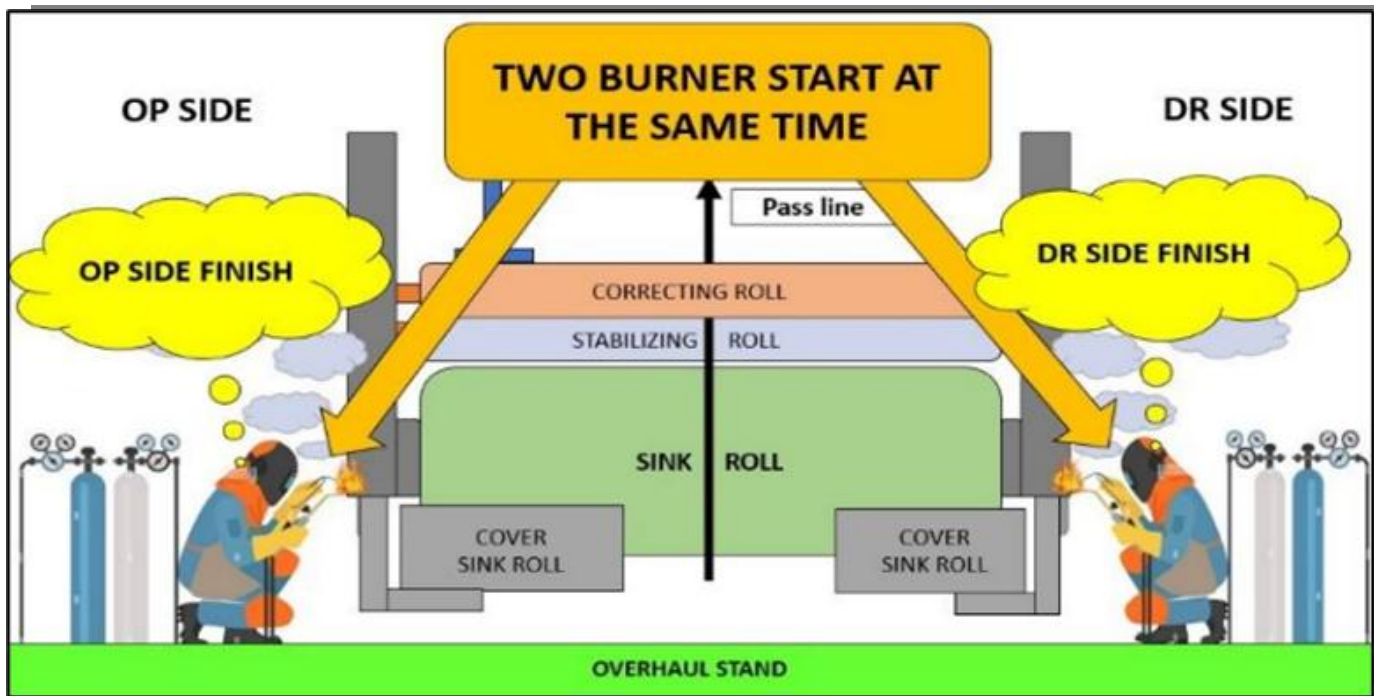 TWO BURNER START AT
THE SAME TIME
OP SIDE
DR SIDE
Pass line
OP SIDE FINISH
DR SIDE FINISH
CORRECTING ROLL
STABILIZING ROLL
SINK ROLL
COVER
SINK ROLL
COVER
SINK ROLL
OVERHAUL STAND